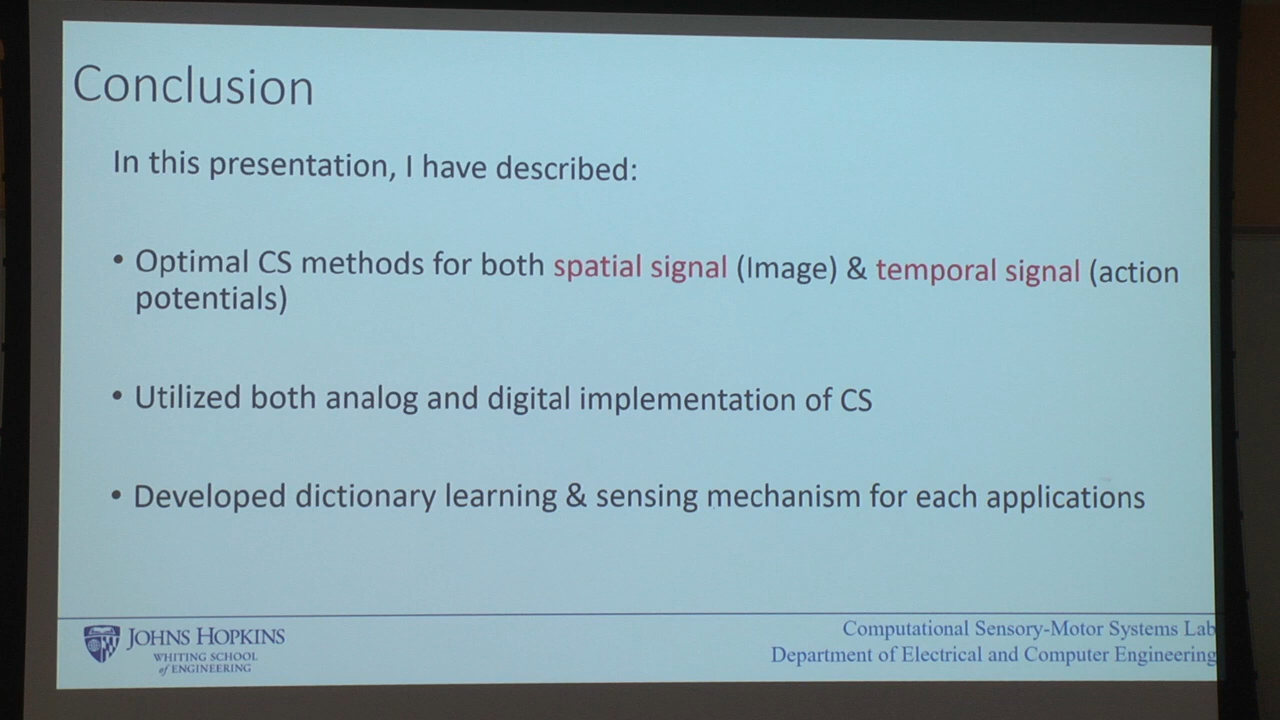 Conclusion
In this presentation, I have described:
• Optimal CS methods for both spatial signal (Image) & temporal signal (action
potentials)
• Utilized both analog and digital implementation of CS
• Developed dictionary learning & sensing mechanism for each applications
JOHNS HOPKINS
WHITING SCHOOL
of ENGINEERING
Computational Sensory-Motor Systems Lab
Department of Electrical and Computer Engineering